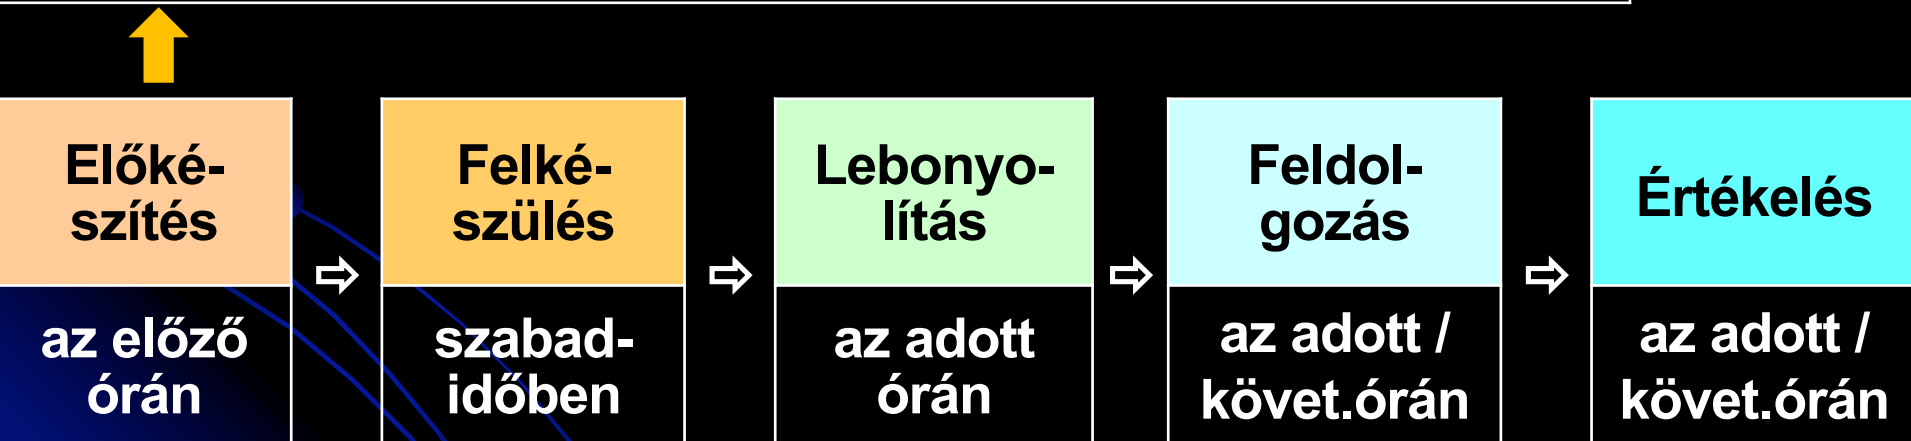 Előké-
szítés
az előző
órán
Felké-
szülés
szabad-
időben
Lebonyo-
lítás
az adott
órán
Feldol-
gozás
az adott /
követ.órán
Értékelés
az adott /
követ.órán